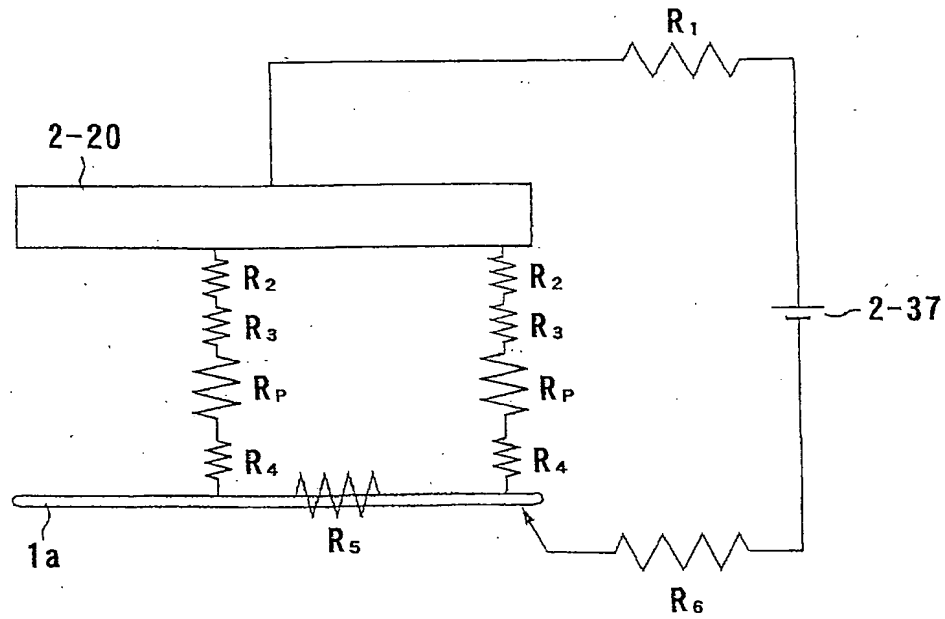 R₁
2-20
R₂ R₂
R₃ R₃
2-37
Rₚ Rₚ
R₄ R₄
1a
R₅
R₆